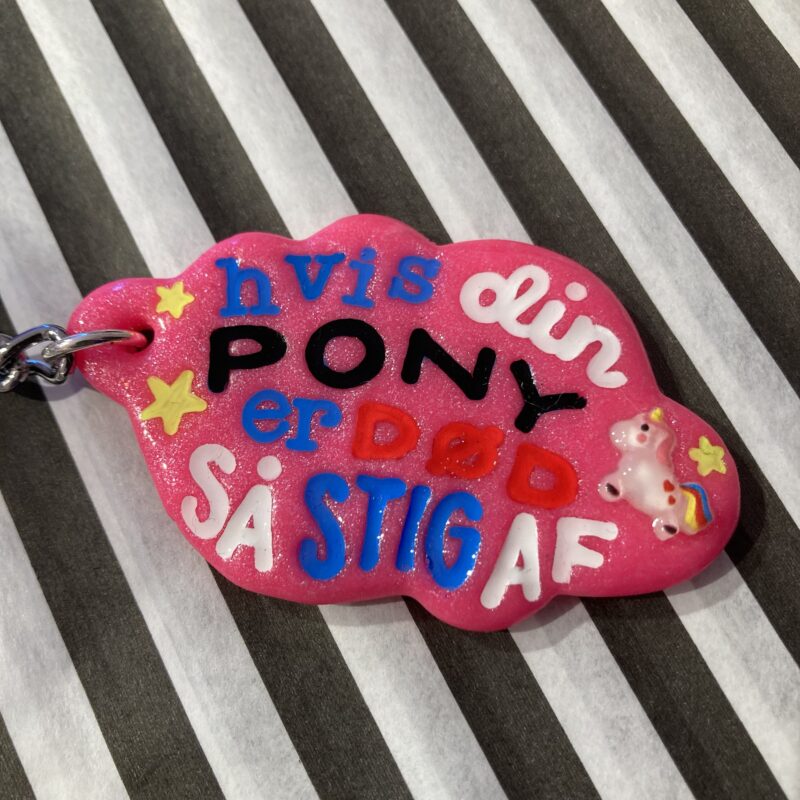 hvis din
PONY
er DØD
SÅ STIG AF